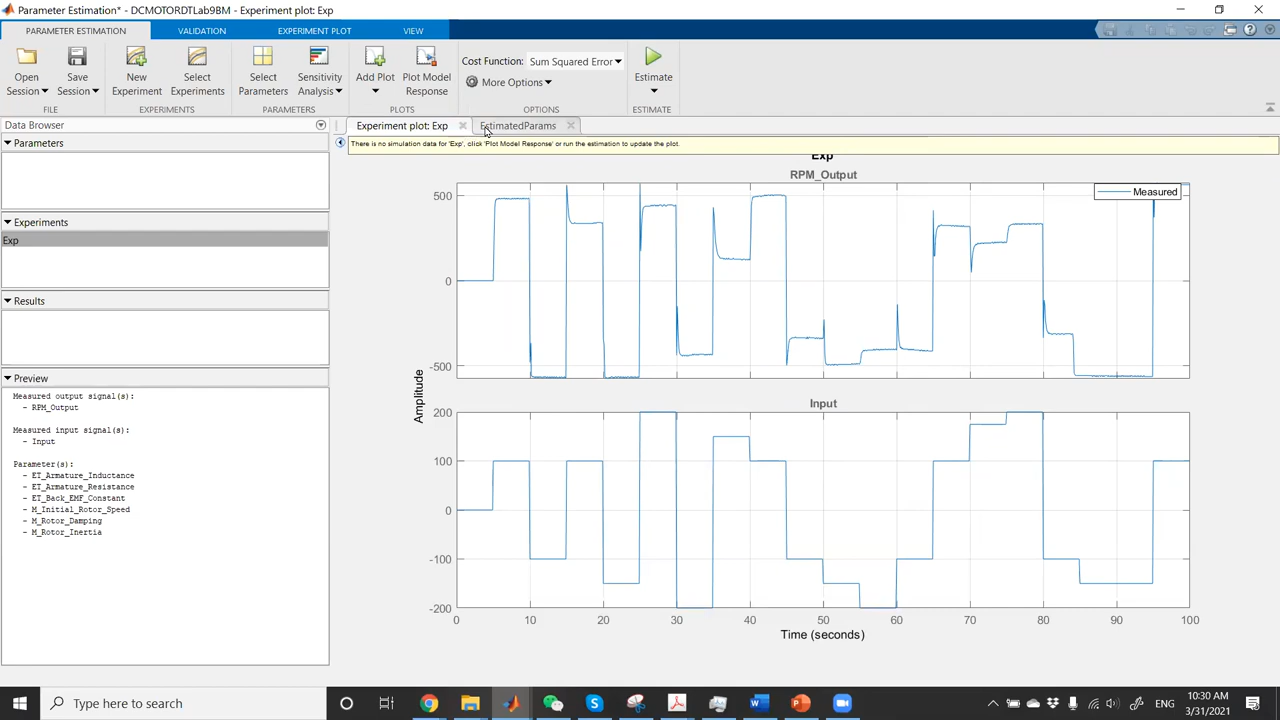 Parameter Estimation* - DCMOTORDTLab9BM - Experiment plot: Exp
PARAMETER ESTIMATION VALIDATION EXPERIMENT PLOT VIEW
Open Session Save Session New Experiment Select Experiments Select Parameters Sensitivity Analysis Add Plot Plot Model Response Cost Function: Sum Squared Error More Options Estimate
FILE EXPERIMENTS PARAMETERS PLOTS OPTIONS ESTIMATE
Data Browser
Experiment plot: Exp EstimatedParams
There is no simulation data for 'Exp', click 'Plot Model Response' or run the estimation to update the plot.
Parameters
Experiments
Exp
Results
Preview
Measured output signal(s):
- RPM_Output
Measured input signal(s):
- Input
Parameter(s):
- ET_Armature_Inductance
- ET_Armature_Resistance
- ET_Back_EMF_Constant
- M_Initial_Rotor_Speed
- M_Rotor_Damping
- M_Rotor_Inertia
Exp
RPM_Output
Measured
500
0
-500
Amplitude
Input
200
100
0
-100
-200
0 10 20 30 40 50 60 70 80 90 100
Time (seconds)
Type here to search
ENG
10:30 AM
3/31/2021